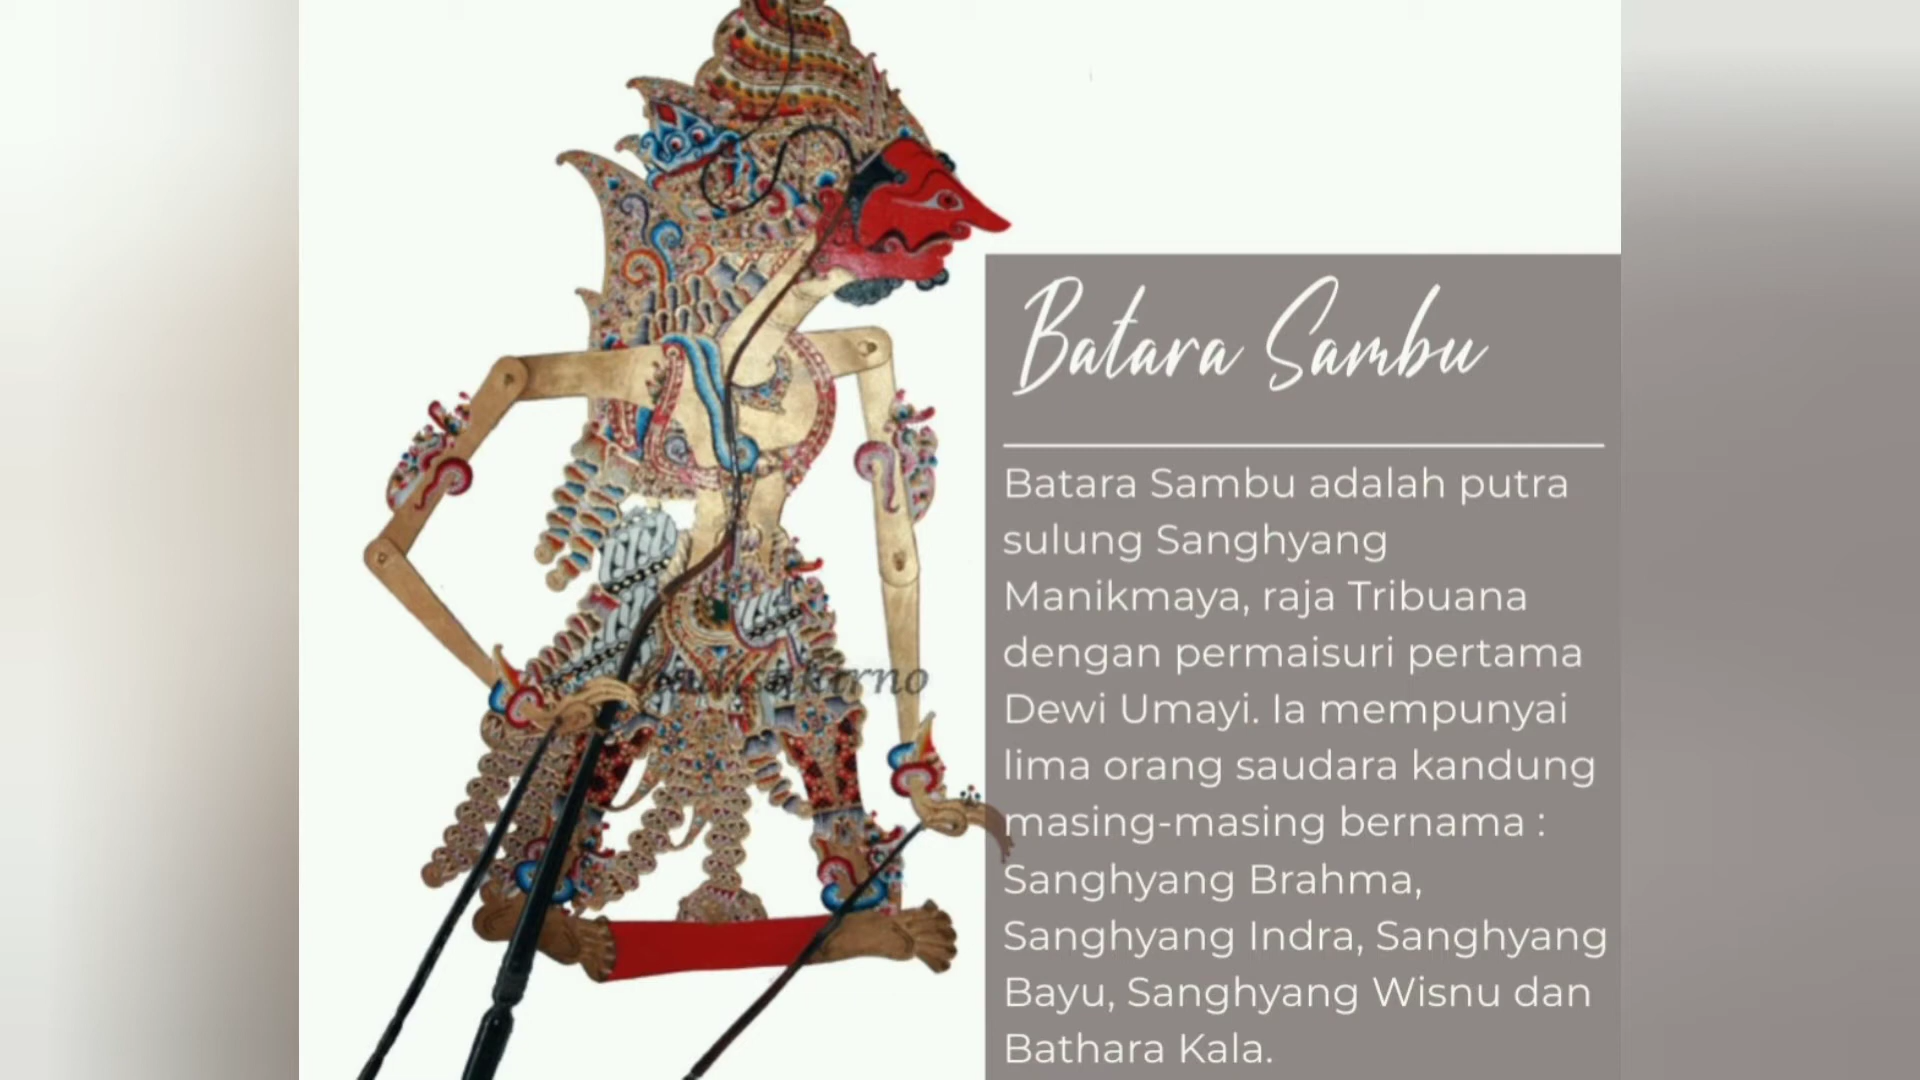 Batara Sambu
Batara Sambu adalah putra
sulung Sanghyang
Manikmaya, raja Tribuana
dengan permaisuri pertama
Dewi Umayi. Ia mempunyai
lima orang saudara kandung
masing-masing bernama :
Sanghyang Brahma,
Sanghyang Indra, Sanghyang
Bayu, Sanghyang Wisnu dan
Bathara Kala.